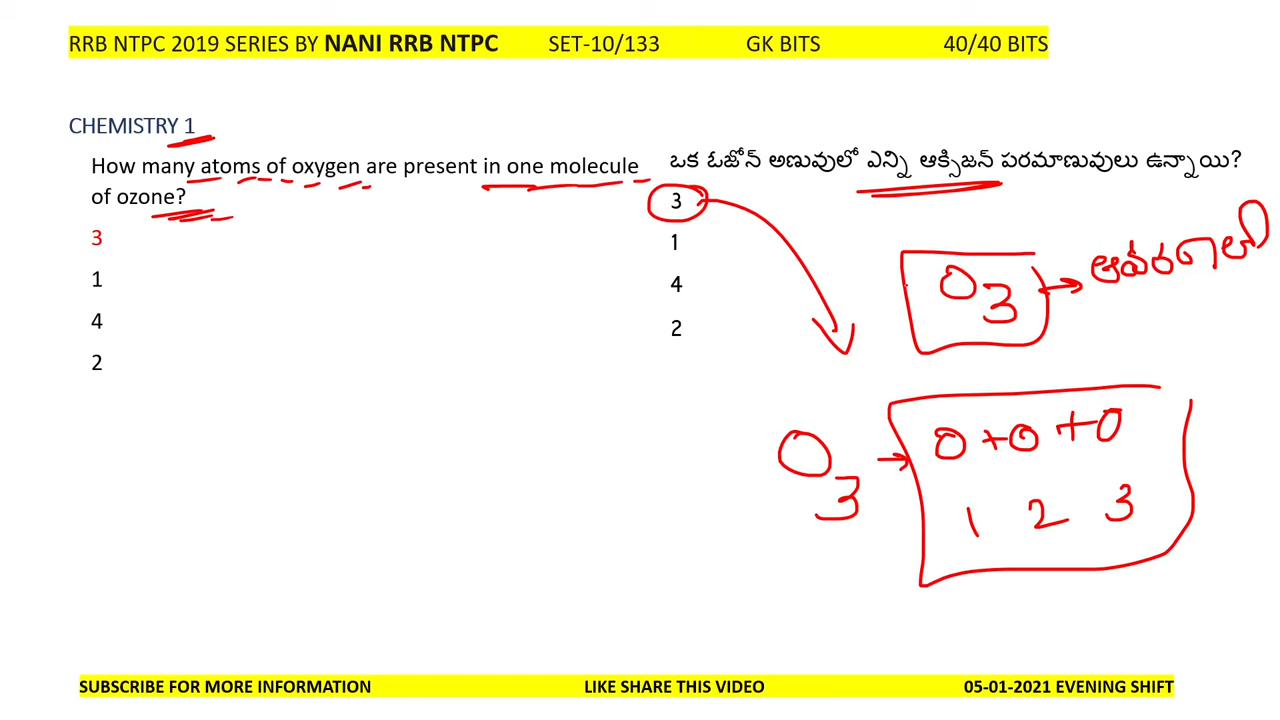 RRB NTPC 2019 SERIES BY NANI RRB NTPC SET-10/133 GK BITS 40/40 BITS
CHEMISTRY 1
How many atoms of oxygen are present in one molecule
of ozone?
3
1
4
2
ఒక ఓజోన్ అణువులో ఎన్ని ఆక్సిజన్ పరమాణువులు ఉన్నాయి?
3
1
4
2
O3 → 
O3 → O + O + O
1 2 3
SUBSCRIBE FOR MORE INFORMATION LIKE SHARE THIS VIDEO 05-01-2021 EVENING SHIFT